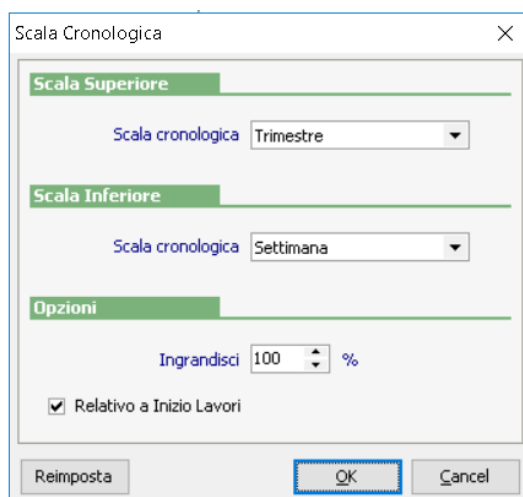 Scala Cronologica
Scala Superiore
Scala cronologica Trimestre
Scala Inferiore
Scala cronologica Settimana
Opzioni
Ingrandisci 100 %
Relativo a Inizio Lavori
Reimposta OK Cancel